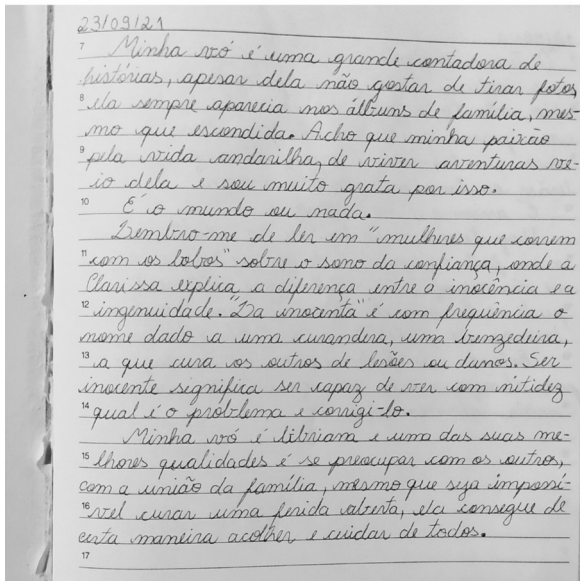 23/09/21
7
Minha vó é uma grande contadora de
histórias, apesar dela não gostar de tirar fotos,
8
ela sempre aparecia nos álbuns de família, mes-
mo que escondida. Acho que minha paixão
9
pela vida andarilha, de viver aventuras ve-
io dela e sou muito grata por isso.
10
É o mundo ou nada.
Lembro-me de ler em "mulheres que correm
11
com os lobos" sobre o sono da confiança, onde a
Clarissa explica a diferença entre a inocência e a
12
ingenuidade. "La inocenta" é com frequência o
nome dado a uma curandera, uma benzedeira,
13
a que cura os outros de lesões ou danos. Ser
inocente significa ser capaz de ver com nitidez
14
qual é o problema e corrigi-lo.
Minha vó é libriam e uma das suas me-
15
lhores qualidades é se preocupar com os outros,
com a união da família, mesmo que seja impossí-
16
vel curar uma ferida aberta, ela consegue de
certa maneira acolher e cuidar de todos.
17